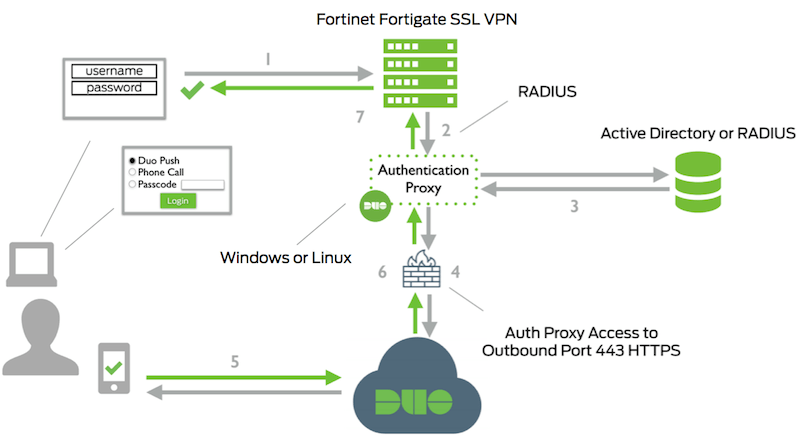 Fortinet Fortigate SSL VPN
username
password
1
7
2
RADIUS
Active Directory or RADIUS
Duo Push
Phone Call
Passcode
Login
Authentication
Proxy
DUO
3
Windows or Linux
6
4
Auth Proxy Access to
Outbound Port 443 HTTPS
5
DUO